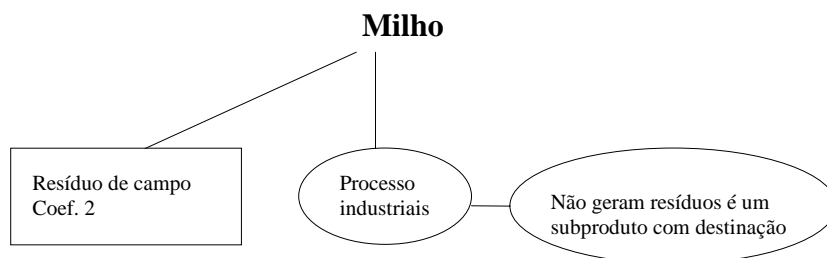 Milho
Resíduo de campo
Coef. 2
Processo
industriais
Não geram resíduos é um
subproduto com destinação